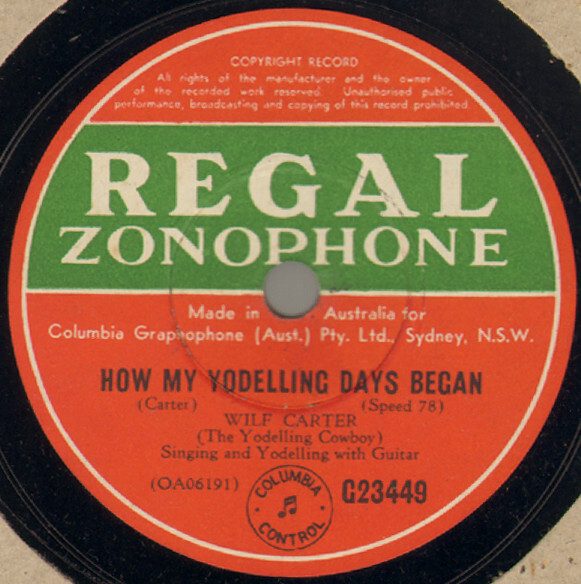 COPYRIGHT RECORD
All rights of the manufacturer and the owner
of the recorded work reserved. Unauthorised public
performance, broadcasting and copying of this record prohibited.
REGAL
ZONOPHONE
Made in Australia for
Columbia Graphophone (Aust.) Pty. Ltd., Sydney, N.S.W.
HOW MY YODELLING DAYS BEGAN
(Carter) (Speed 78)
WILF CARTER
(The Yodelling Cowboy)
Singing and Yodelling with Guitar
(OA06191) COLUMBIA CONTROL G23449